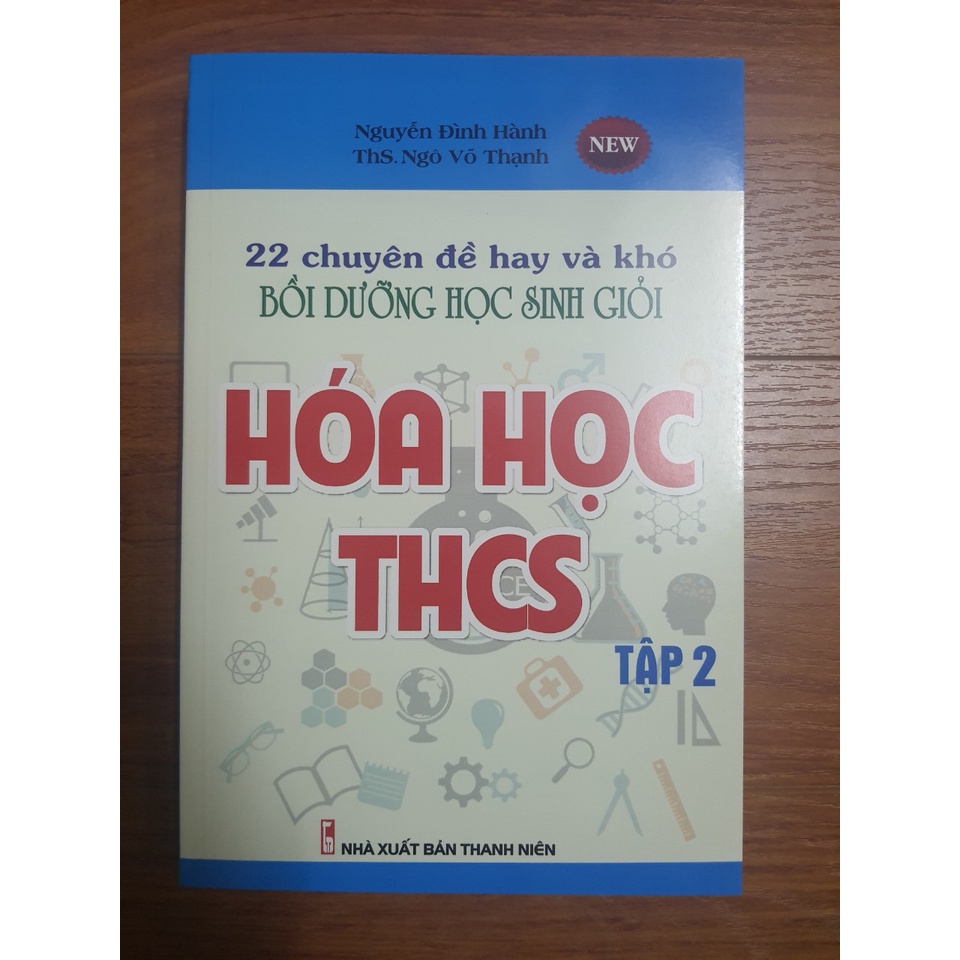 Nguyễn Đình Hành
ThS. Ngô Võ Thạnh
NEW
22 chuyên đề hay và khó
BỒI DƯỠNG HỌC SINH GIỎI
HÓA HỌC
THCS
TẬP 2
NHÀ XUẤT BẢN THANH NIÊN